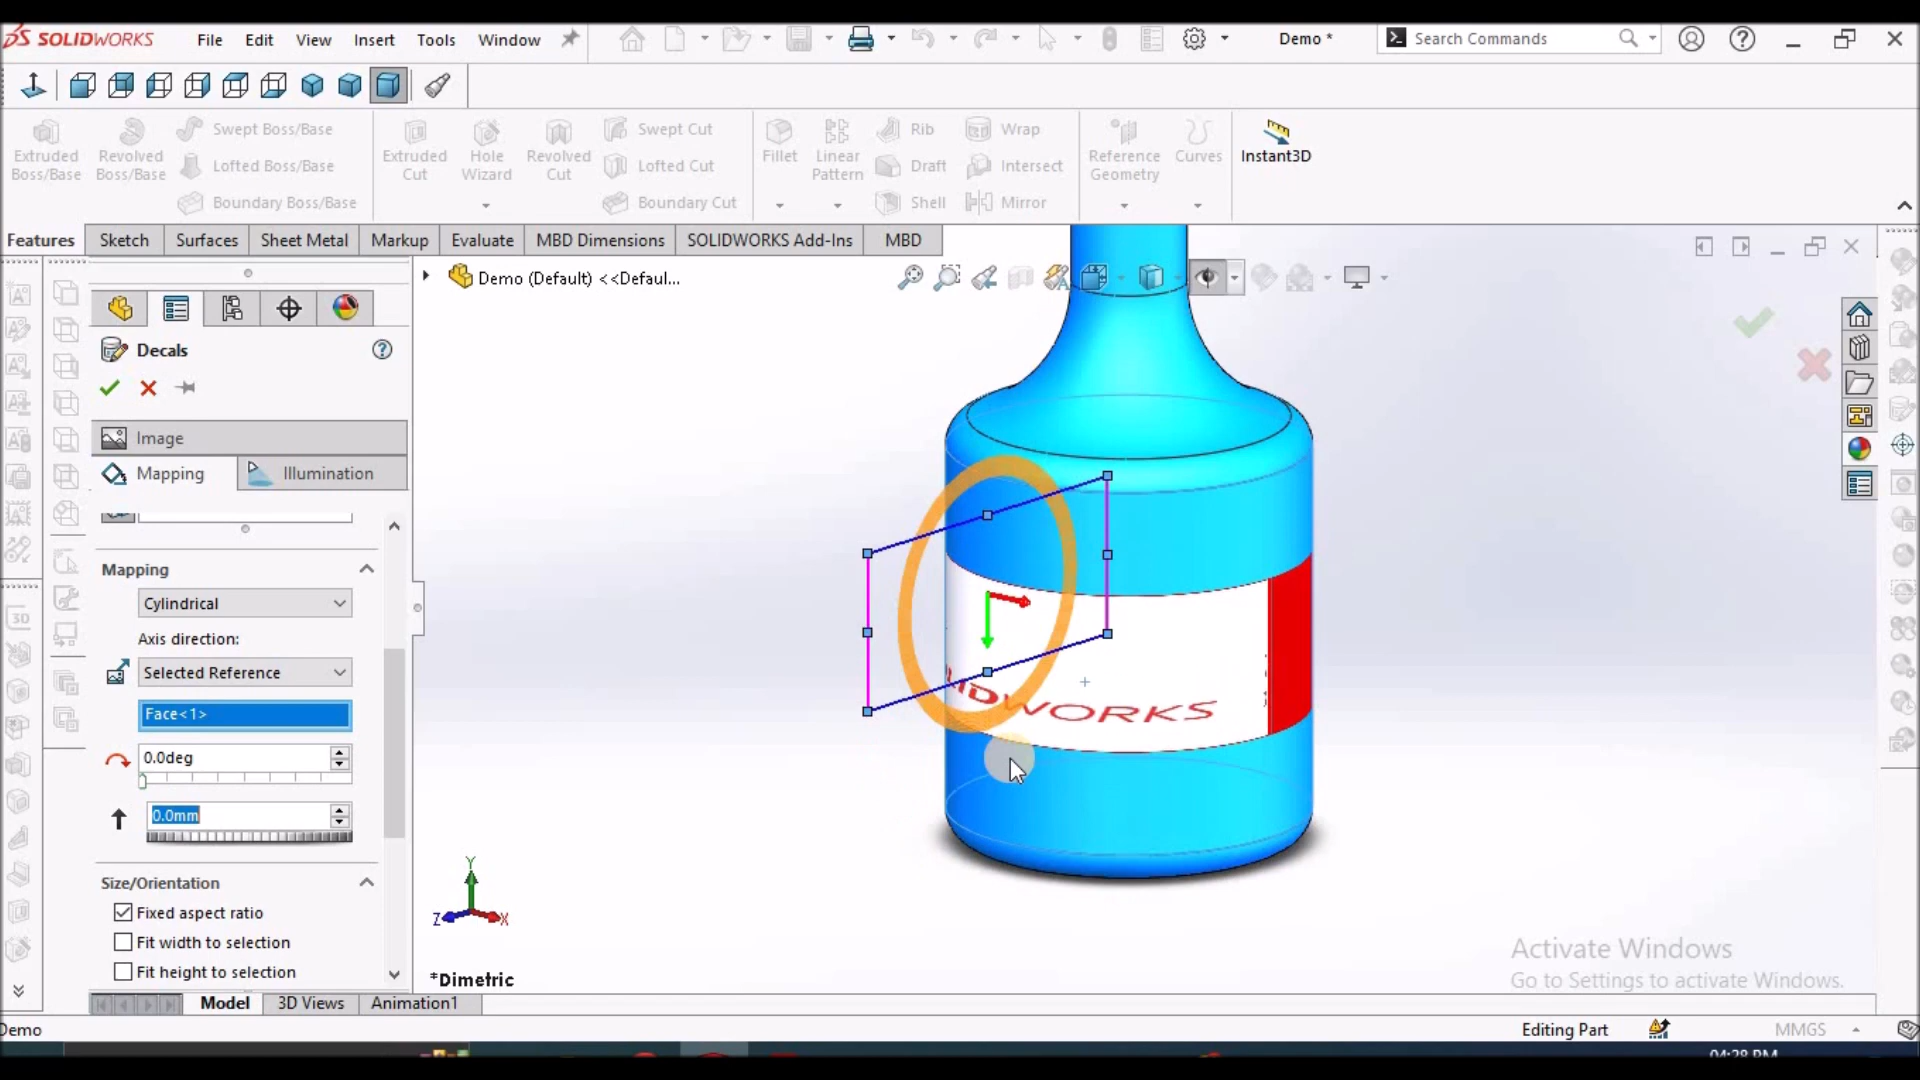 SOLIDWORKS File Edit View Insert Tools Window Demo * Search Commands
Extruded Boss/Base
Revolved Boss/Base
Swept Boss/Base
Lofted Boss/Base
Boundary Boss/Base
Extruded Cut
Hole Wizard
Revolved Cut
Swept Cut
Lofted Cut
Boundary Cut
Fillet
Linear Pattern
Rib
Draft
Shell
Wrap
Intersect
Mirror
Reference Geometry
Curves
Instant3D
Features Sketch Surfaces Sheet Metal Markup Evaluate MBD Dimensions SOLIDWORKS Add-Ins MBD
Demo (Default) <<Defaul...
Decals
Image
Mapping Illumination
Mapping
Cylindrical
Axis direction:
Selected Reference
Face<1>
0.0deg
0.0mm
Size/Orientation
Fixed aspect ratio
Fit width to selection
Fit height to selection
3D
LIDWORKS
Y
Z X
*Dimetric
Activate Windows
Go to Settings to activate Windows.
Model 3D Views Animation1
Demo Editing Part MMGS
04:28 PM